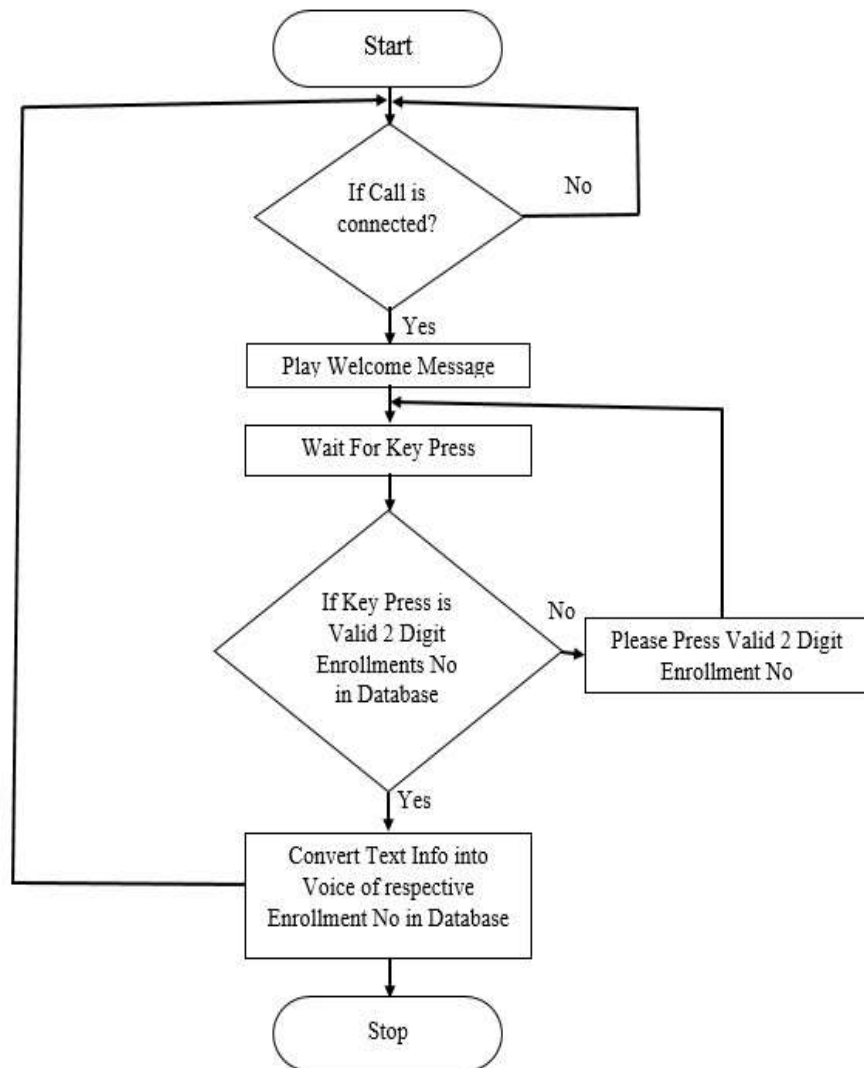 Start
If Call is
connected?
No
Yes
Play Welcome Message
Wait For Key Press
If Key Press is
Valid 2 Digit
Enrollments No
in Database
No
Please Press Valid 2 Digit
Enrollment No
Yes
Convert Text Info into
Voice of respective
Enrollment No in Database
Stop